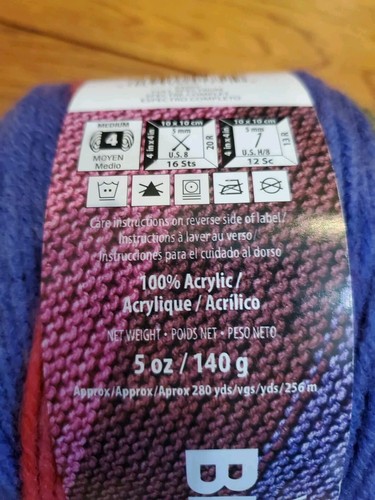 ESPECTRO COMPLETO
MEDIUM
4
MOYEN
Medio
10 x 10 cm
4 in x 4 in
5 mm
U.S. 8
20 R
16 Sts
10 x 10 cm
4 in x 4 in
5 mm
U.S. H/8
13 R
12 Sc
Care instructions on reverse side of label/
Instructions à laver au verso/
Instrucciones para el cuidado al dorso
100% Acrylic/
Acrylique / Acrílico
NET WEIGHT • POIDS NET • PESO NETO
5 oz / 140 g
Approx/Approx/Aprox 280 yds/vgs/yds/256 m